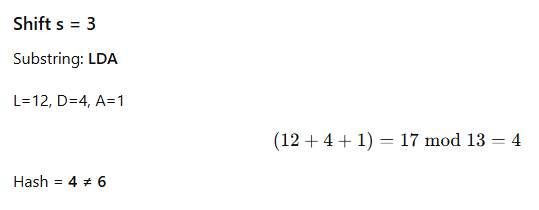 Shift s = 3
Substring: LDA
L=12, D=4, A=1
(12 + 4 + 1) = 17 mod 13 = 4
Hash = 4 ≠ 6